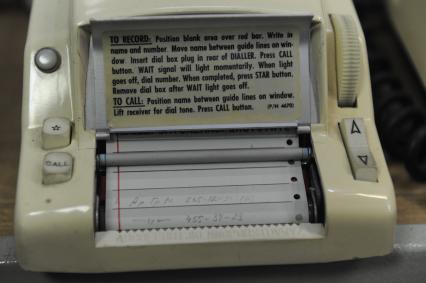 TO RECORD: Position blank area over red bar. Write in
name and number. Move name between guide lines on win-
dow. Insert dial box plug in rear of DIALLER. Press CALL
button. WAIT signal will light momentarily. When light
goes off, dial number. When completed, press STAR button.
Remove dial box after WAIT light goes off.
TO CALL: Position name between guide lines on window.
Lift receiver for dial tone. Press CALL button. (P/N 4670)
☆
CALL